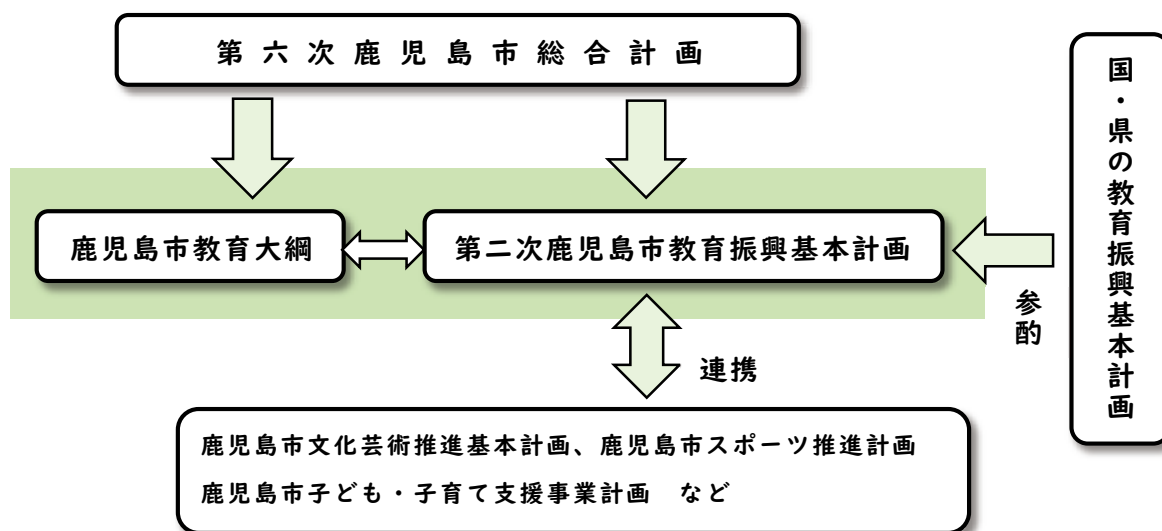 第六次鹿児島市総合計画
国・県の教育振興基本計画
鹿児島市教育大綱
第二次鹿児島市教育振興基本計画
参酌
連携
鹿児島市文化芸術推進基本計画、鹿児島市スポーツ推進計画
鹿児島市子ども・子育て支援事業計画　など